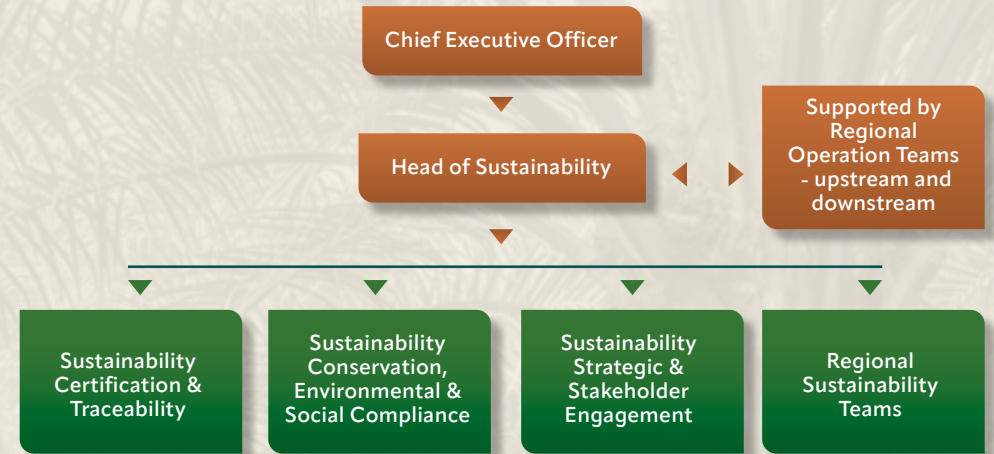 Chief Executive Officer
Head of Sustainability
Supported by
Regional
Operation Teams
- upstream and
downstream
Sustainability
Certification &
Traceability
Sustainability
Conservation,
Environmental &
Social Compliance
Sustainability
Strategic &
Stakeholder
Engagement
Regional
Sustainability
Teams